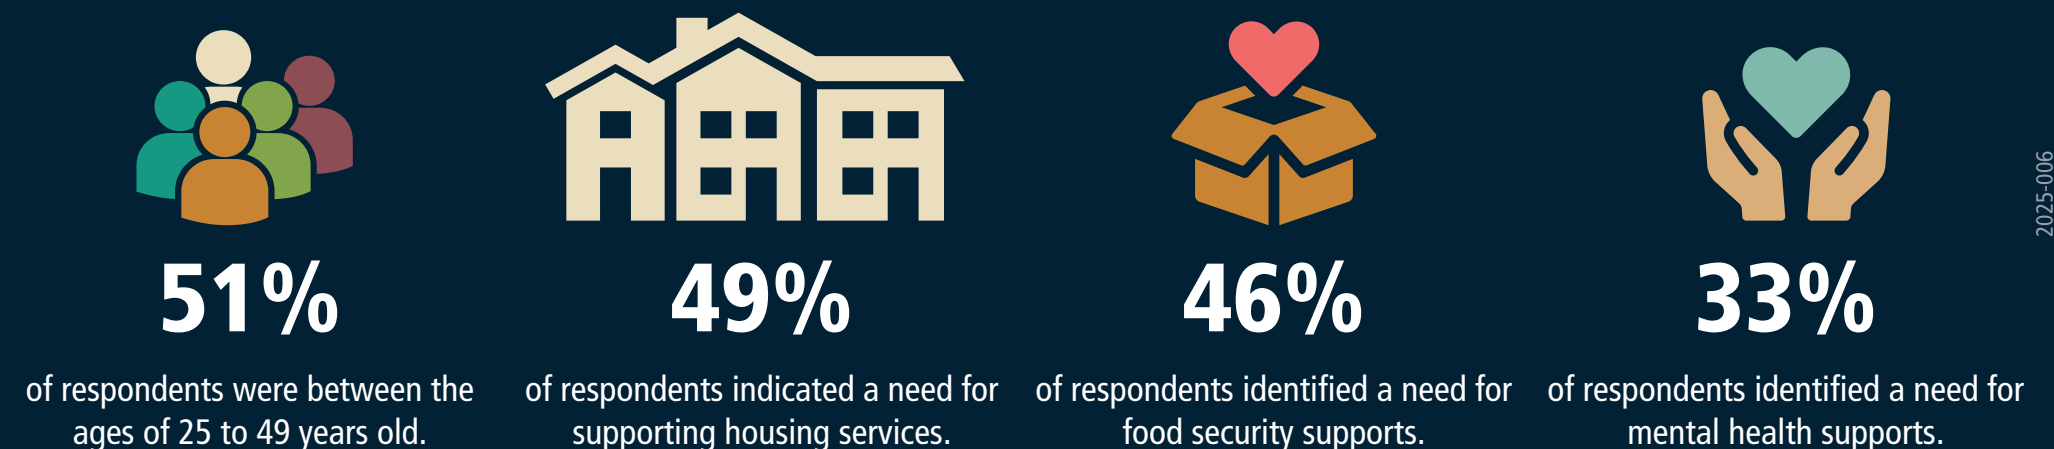 51%
of respondents were between the
ages of 25 to 49 years old.
49%
of respondents indicated a need for
supporting housing services.
46%
of respondents identified a need for
food security supports.
33%
of respondents identified a need for
mental health supports.
2025-006